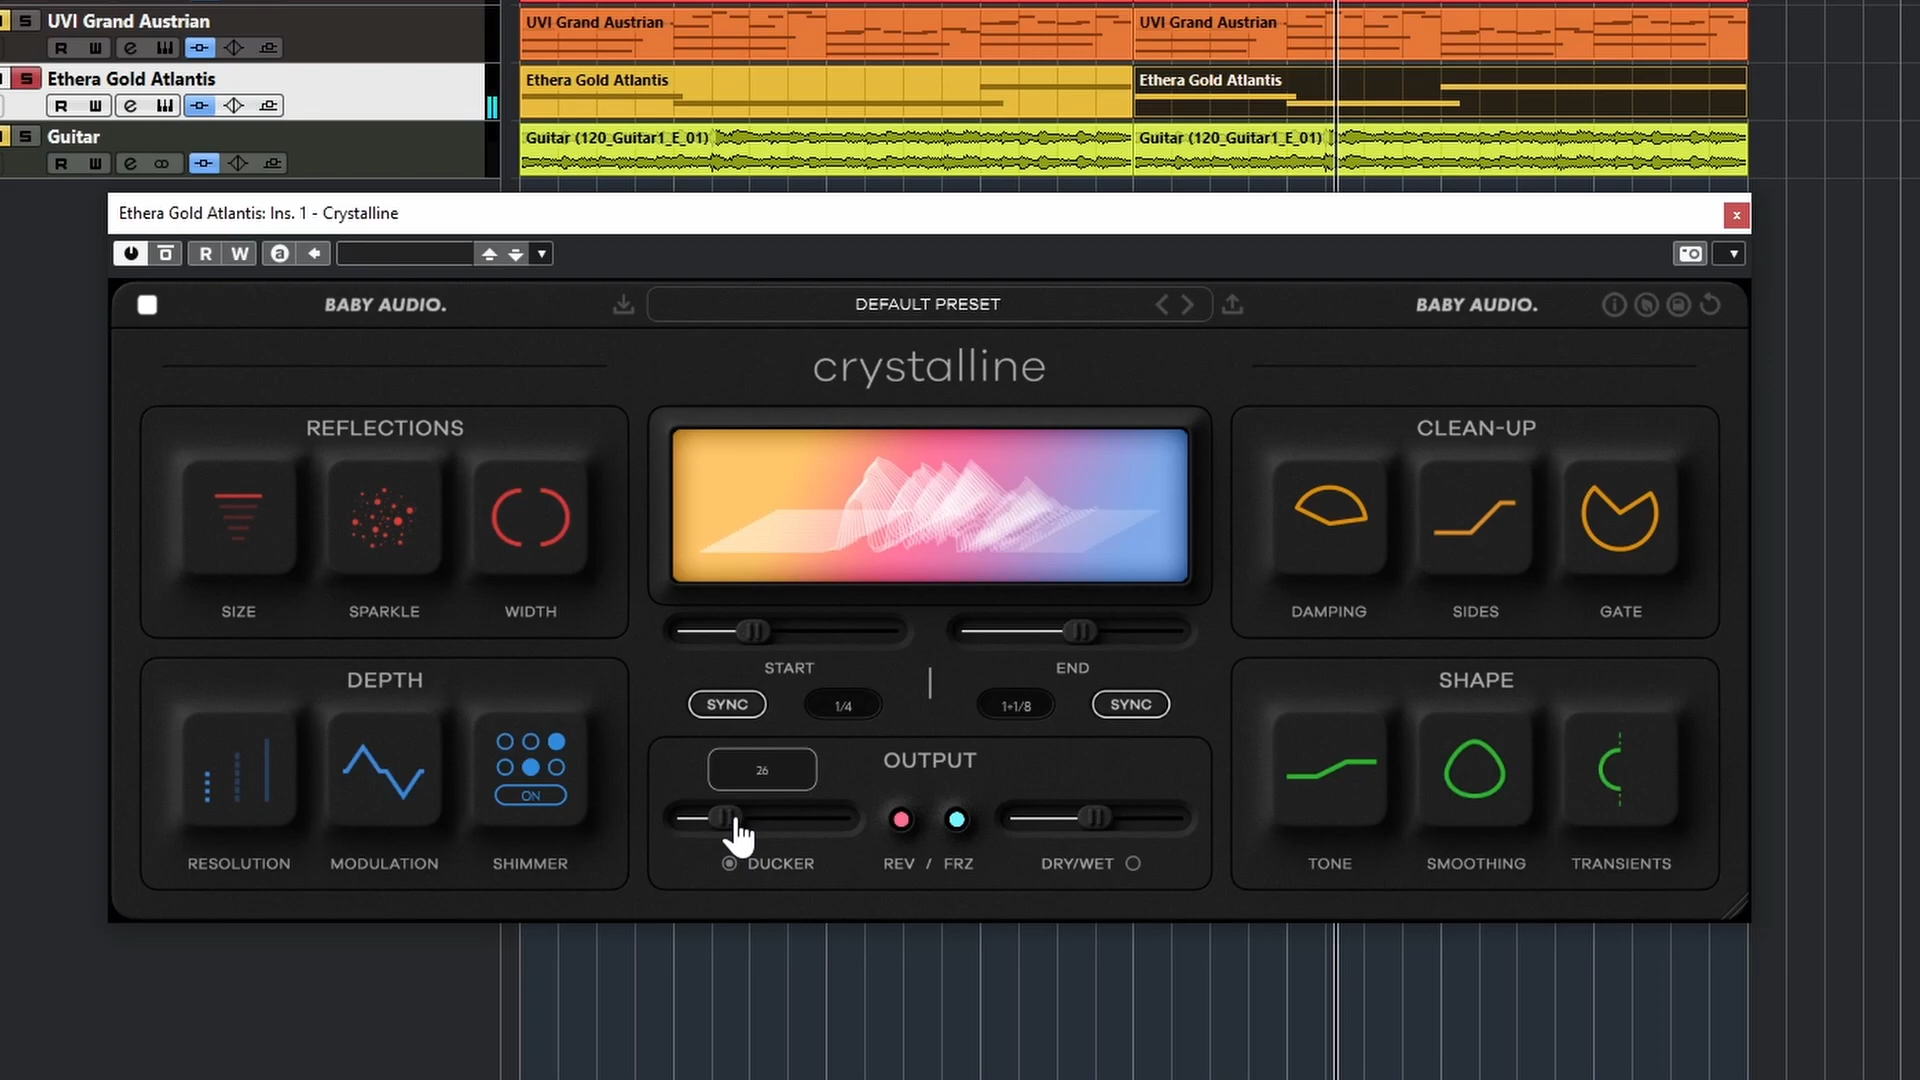 S UVI Grand Austrian
R W e
UVI Grand Austrian UVI Grand Austrian
S Ethera Gold Atlantis
R W e
Ethera Gold Atlantis Ethera Gold Atlantis
S Guitar
R W e
Guitar (120_Guitar1_E_01) Guitar (120_Guitar1_E_01)
Ethera Gold Atlantis: Ins. 1 - Crystalline x
R W a
BABY AUDIO. DEFAULT PRESET BABY AUDIO.
crystalline
REFLECTIONS
SIZE SPARKLE WIDTH
DEPTH
ON
RESOLUTION MODULATION SHIMMER
START END
SYNC 1/4 1+1/8 SYNC
26 OUTPUT
DUCKER REV / FRZ DRY/WET
CLEAN-UP
DAMPING SIDES GATE
SHAPE
TONE SMOOTHING TRANSIENTS